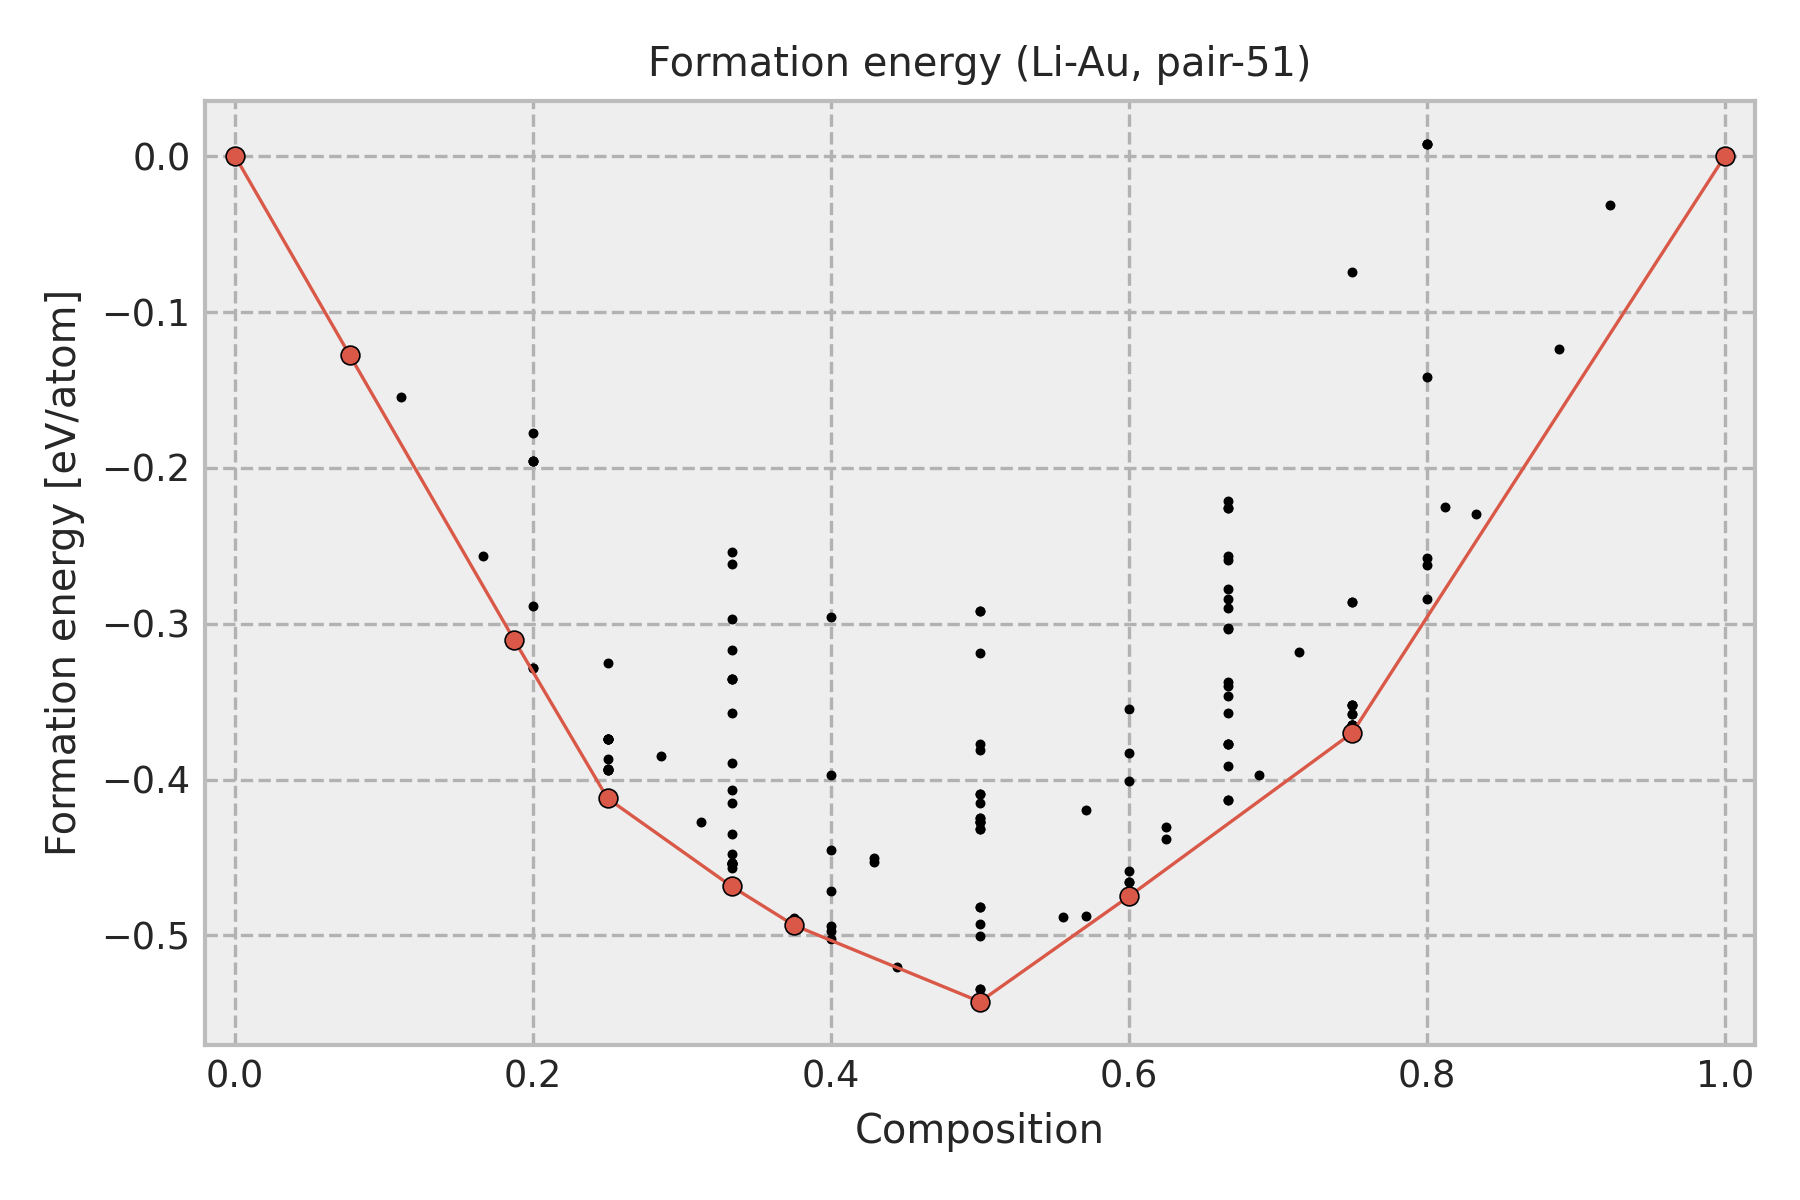 Formation energy (Li-Au, pair-51)
Formation energy [eV/atom]
0.0
−0.1
−0.2
−0.3
−0.4
−0.5
0.0 0.2 0.4 0.6 0.8 1.0
Composition